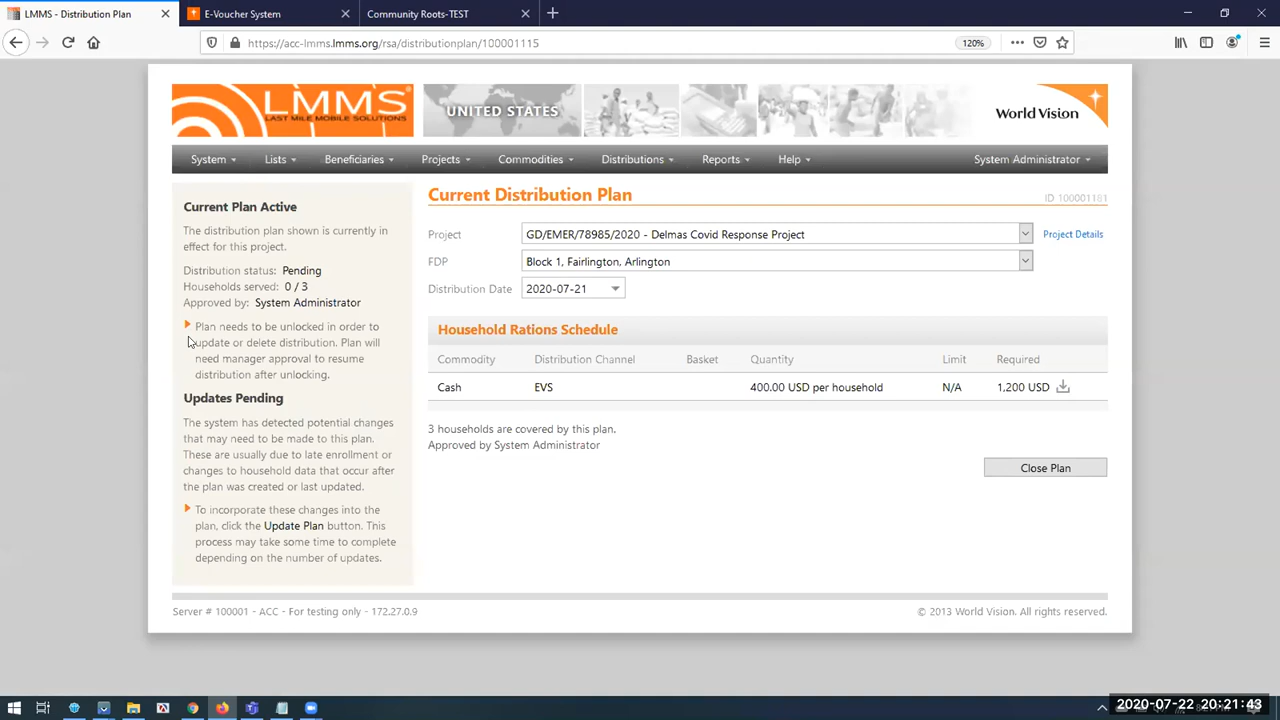 LMMS - Distribution Plan
E-Voucher System
Community Roots-TEST
https://acc-lmms.lmms.org/rsa/distributionplan/100001115
120%
LMMS®
LAST MILE MOBILE SOLUTIONS
UNITED STATES
World Vision
System
Lists
Beneficiaries
Projects
Commodities
Distributions
Reports
Help
System Administrator
Current Plan Active
The distribution plan shown is currently in
effect for this project.
Distribution status: Pending
Households served: 0 / 3
Approved by: System Administrator
Plan needs to be unlocked in order to
update or delete distribution. Plan will
need manager approval to resume
distribution after unlocking.
Updates Pending
The system has detected potential changes
that may need to be made to this plan.
These are usually due to late enrollment or
changes to household data that occur after
the plan was created or last updated.
To incorporate these changes into the
plan, click the Update Plan button. This
process may take some time to complete
depending on the number of updates.
Current Distribution Plan
ID 100001161
Project
GD/EMER/78985/2020 - Delmas Covid Response Project
Project Details
FDP
Block 1, Fairlington, Arlington
Distribution Date
2020-07-21
Household Rations Schedule
Commodity
Distribution Channel
Basket
Quantity
Limit
Required
Cash
EVS
400.00 USD per household
N/A
1,200 USD
3 households are covered by this plan.
Approved by System Administrator
Close Plan
Server # 100001 - ACC - For testing only - 172.27.0.9
© 2013 World Vision. All rights reserved.
2020-07-22 20:21:43